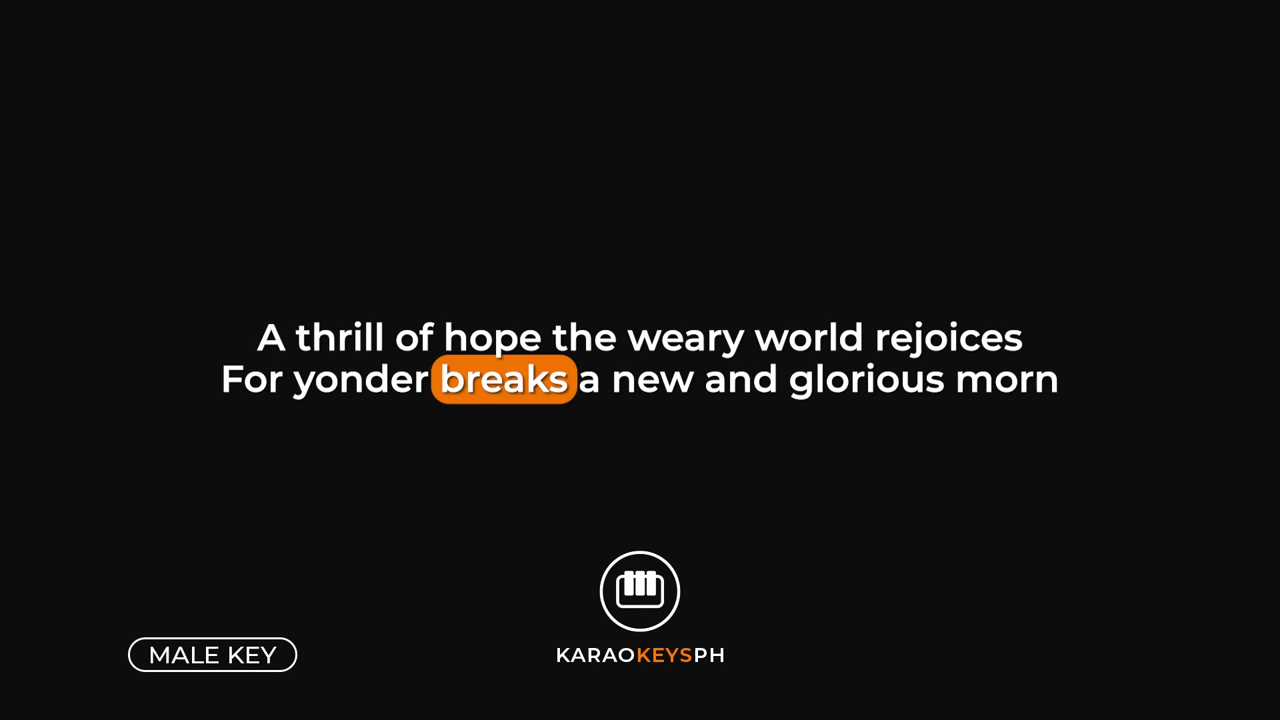 A thrill of hope the weary world rejoices
For yonder breaks a new and glorious morn
MALE KEY
KARAOKEYSPH